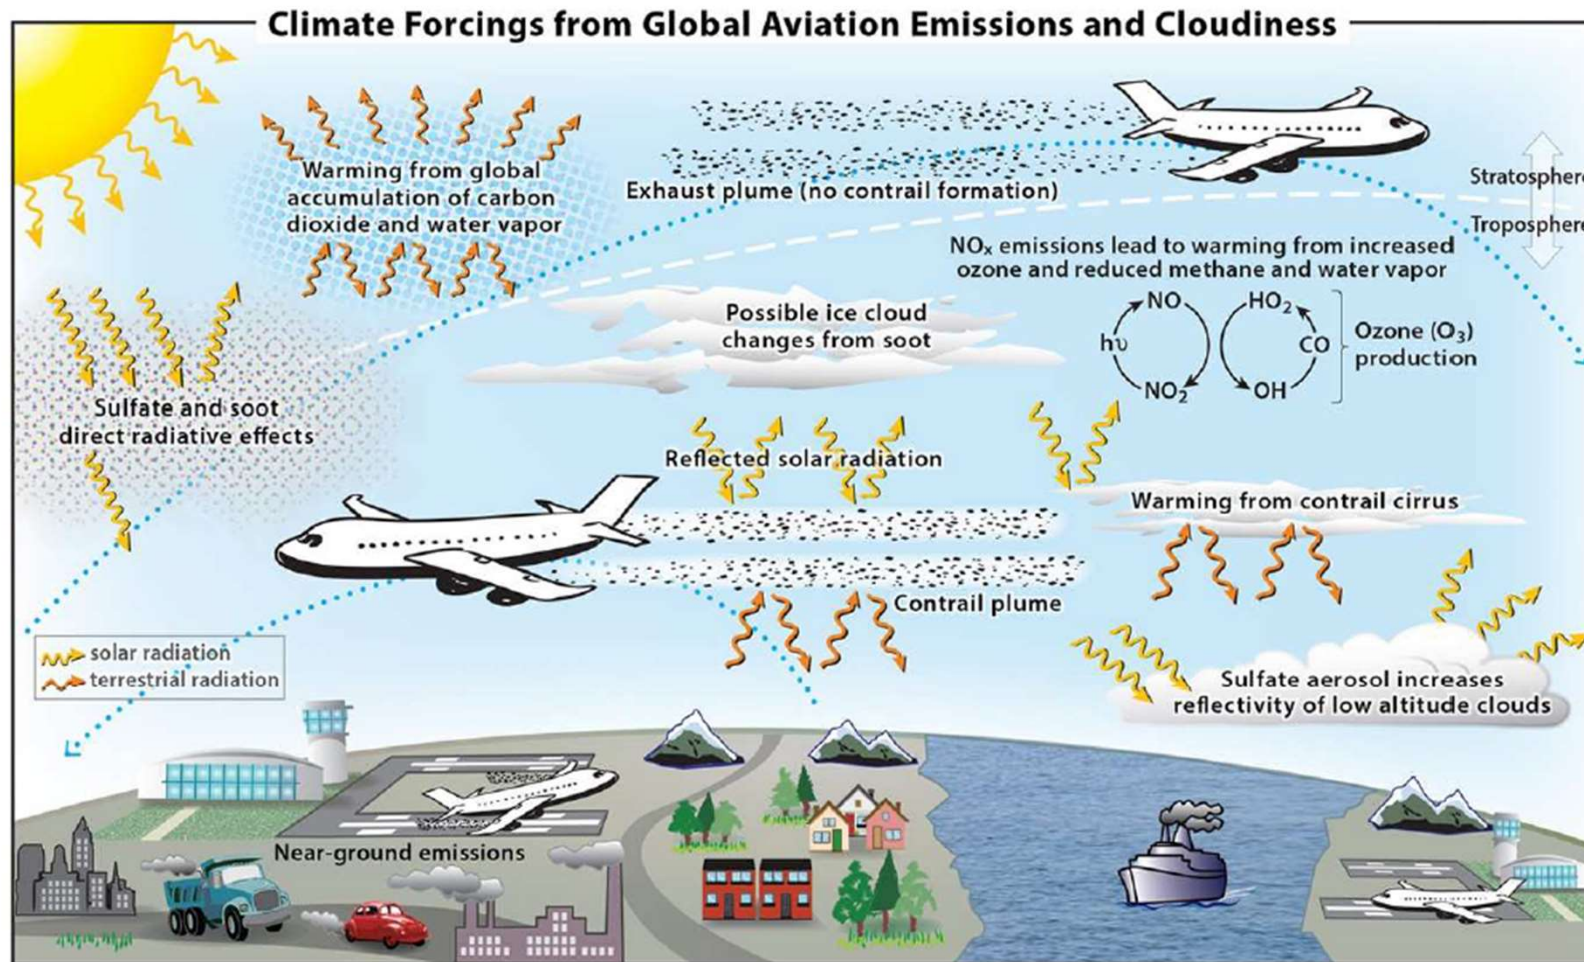 Climate Forcings from Global Aviation Emissions and Cloudiness
Warming from global
accumulation of carbon
dioxide and water vapor
Exhaust plume (no contrail formation)
Stratosphere
Troposphere
NOₓ emissions lead to warming from increased
ozone and reduced methane and water vapor
Possible ice cloud
changes from soot
NO
HO₂
hυ
CO
NO₂
OH
Ozone (O₃)
production
Sulfate and soot
direct radiative effects
Reflected solar radiation
Warming from contrail cirrus
Contrail plume
solar radiation
terrestrial radiation
Sulfate aerosol increases
reflectivity of low altitude clouds
Near-ground emissions